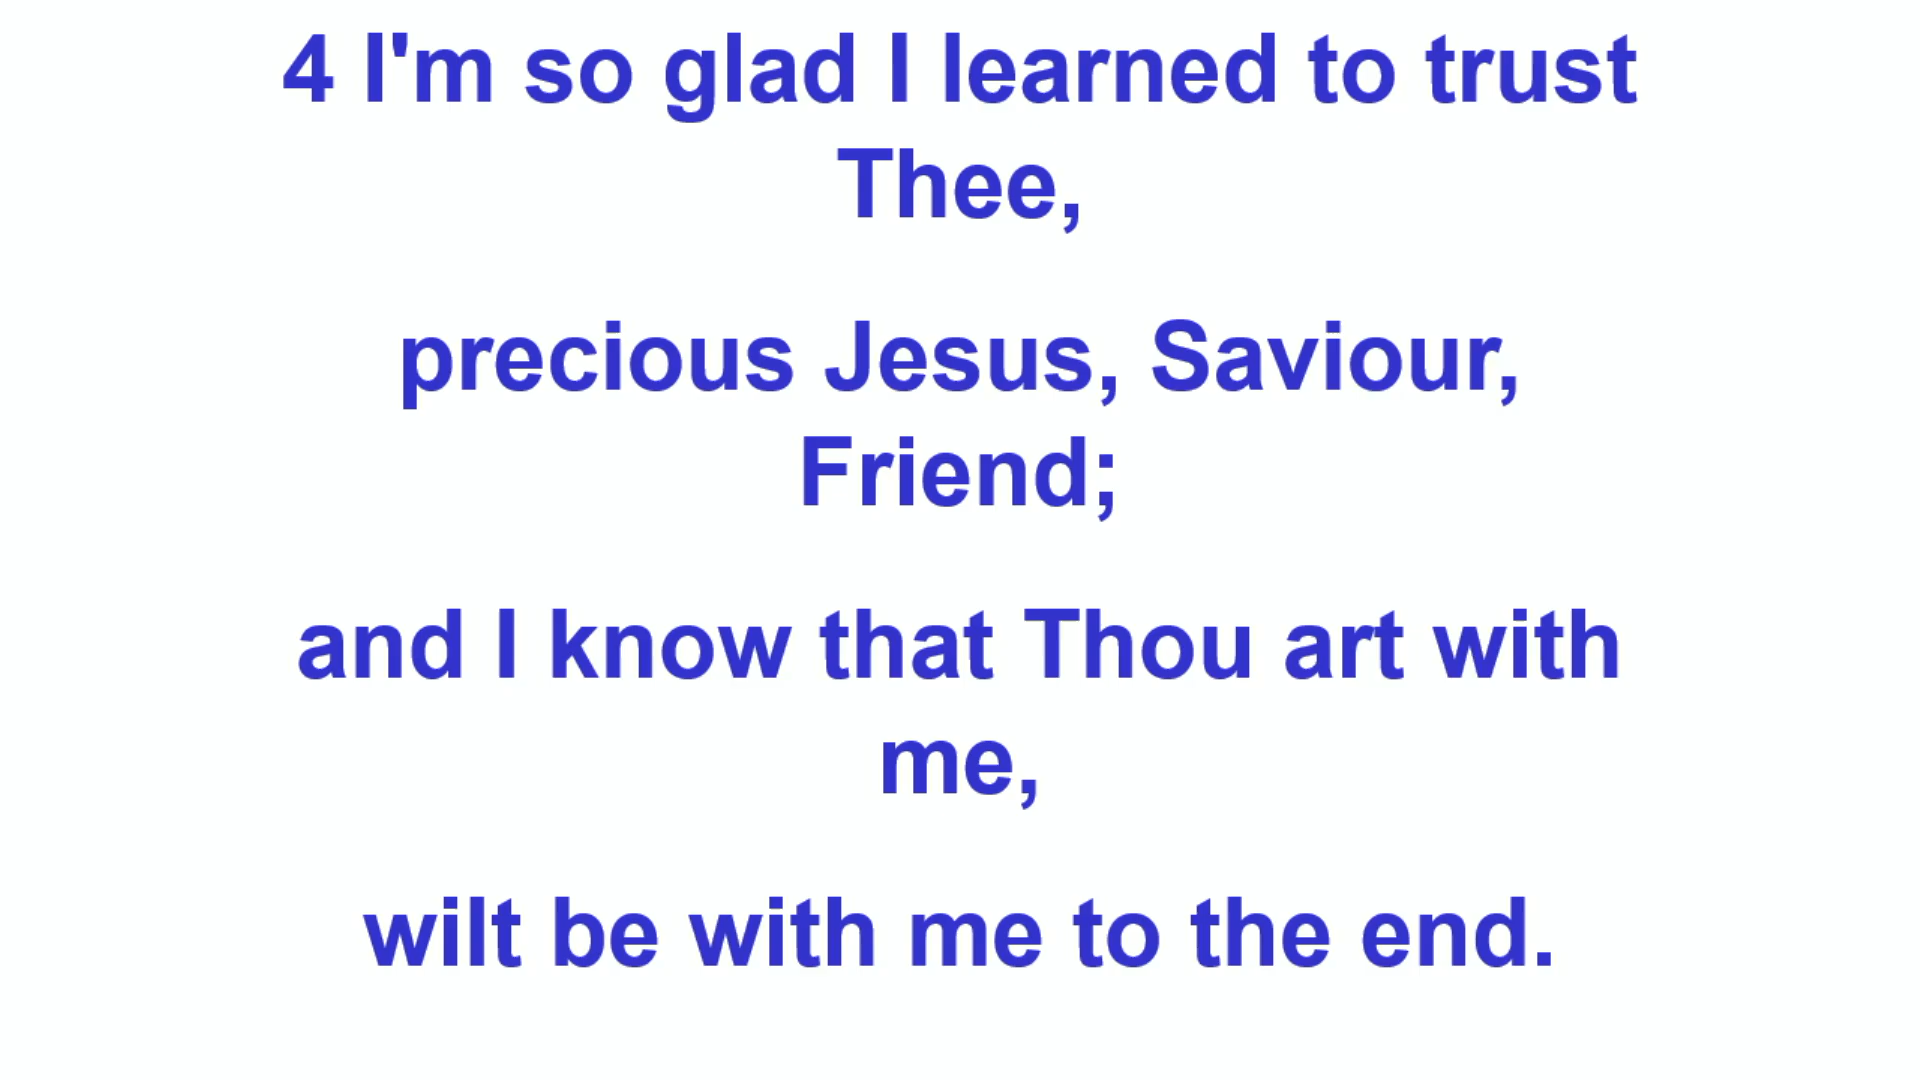 4 I'm so glad I learned to trust
Thee,
precious Jesus, Saviour,
Friend;
and I know that Thou art with
me,
wilt be with me to the end.